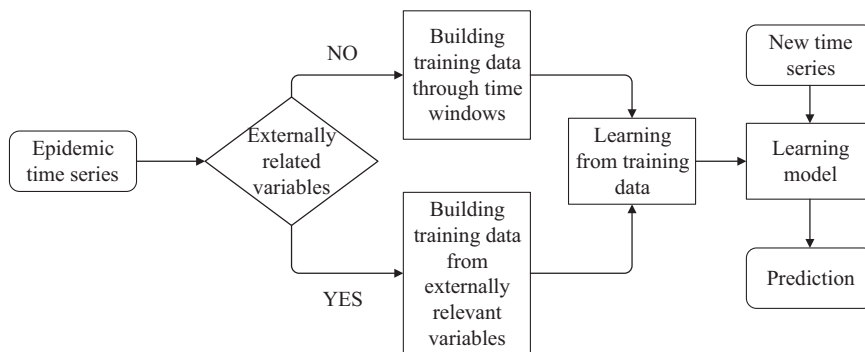 Epidemic
time series
Externally
related
variables
NO
YES
Building
training data
through time
windows
Building
training data
from
externally
relevant
variables
Learning
from training
data
New time
series
Learning
model
Prediction